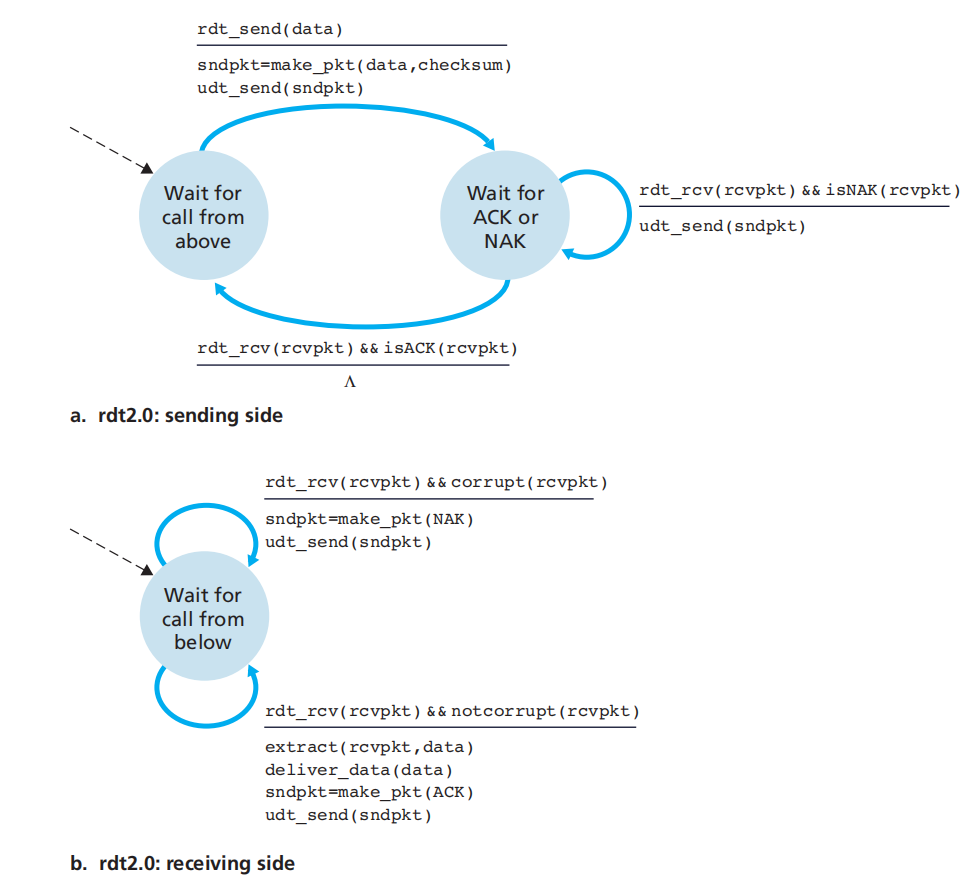 rdt_send(data)
sndpkt=make_pkt(data,checksum)
udt_send(sndpkt)
Wait for
call from
above
Wait for
ACK or
NAK
rdt_rcv(rcvpkt)&&isNAK(rcvpkt)
udt_send(sndpkt)
rdt_rcv(rcvpkt)&&isACK(rcvpkt)
Λ
a. rdt2.0: sending side
rdt_rcv(rcvpkt)&&corrupt(rcvpkt)
sndpkt=make_pkt(NAK)
udt_send(sndpkt)
Wait for
call from
below
rdt_rcv(rcvpkt)&&notcorrupt(rcvpkt)
extract(rcvpkt,data)
deliver_data(data)
sndpkt=make_pkt(ACK)
udt_send(sndpkt)
b. rdt2.0: receiving side